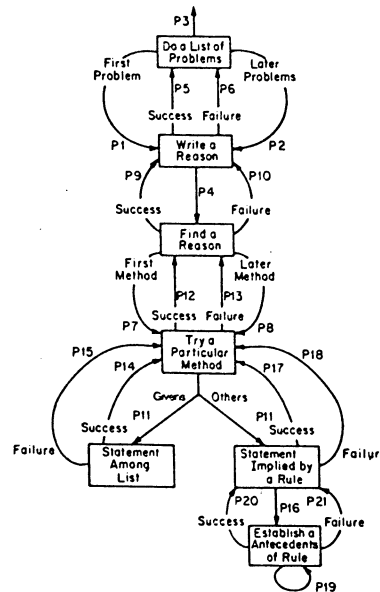 P3
Do a List of
Problems
First
Problem
Later
Problems
P5
P6
Success
Failure
P1
P2
Write a
Reason
P9
P10
P4
Success
Failure
Find a
Reason
First
Method
Later
Method
P12
P13
Success
Failure
P7
P8
Try a
Particular
Method
P15
P18
P14
P17
Givens
Others
P11
P11
Success
Success
Failure
Failur
Statement
Among
List
Statement
Implied by
a Rule
P20
P16
P21
Success
Failure
Establish a
Antecedents
of Rule
P19